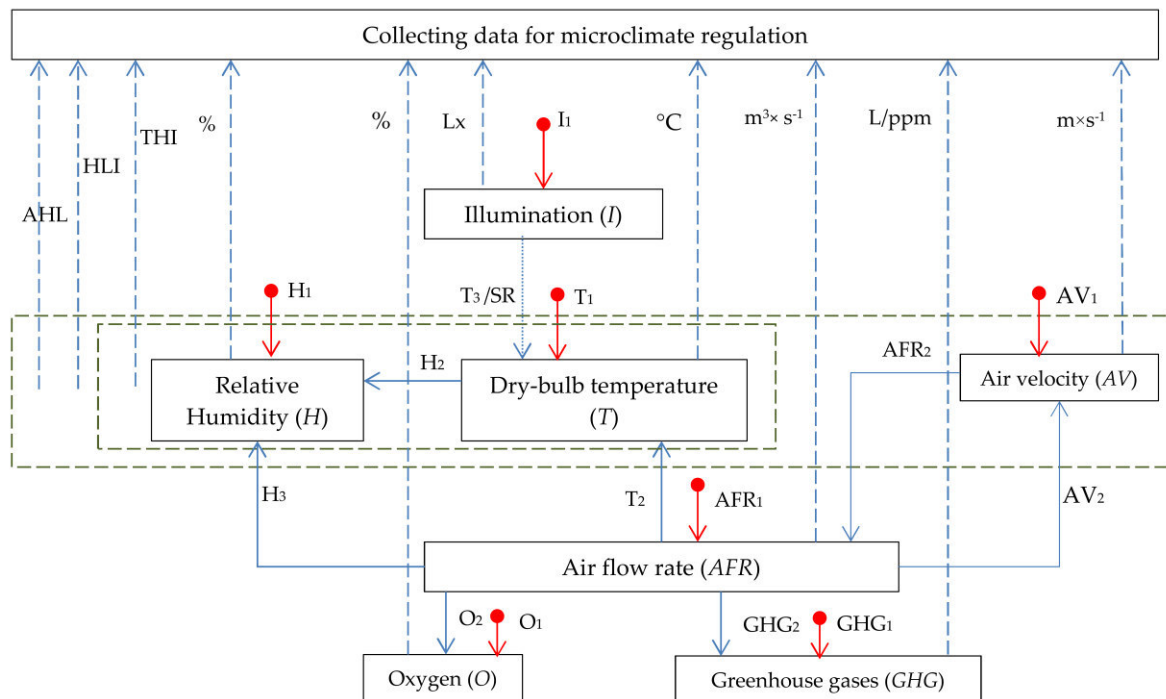 Collecting data for microclimate regulation
%
%
Lx
I₁
°C
m³× s⁻¹
L/ppm
m×s⁻¹
THI
HLI
AHL
Illumination (I)
H₁
T₃/SR
T₁
AV₁
AFR₂
H₂
Relative
Humidity (H)
Dry-bulb temperature
(T)
Air velocity (AV)
H₃
T₂
AFR₁
AV₂
Air flow rate (AFR)
O₂
O₁
GHG₂
GHG₁
Oxygen (O)
Greenhouse gases (GHG)